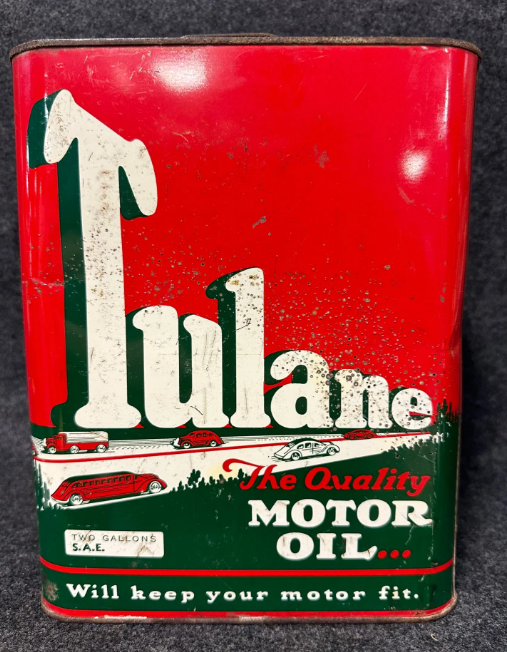 Tulane
The Quality
MOTOR
OIL...
TWO GALLONS
S.A.E.
Will keep your motor fit.